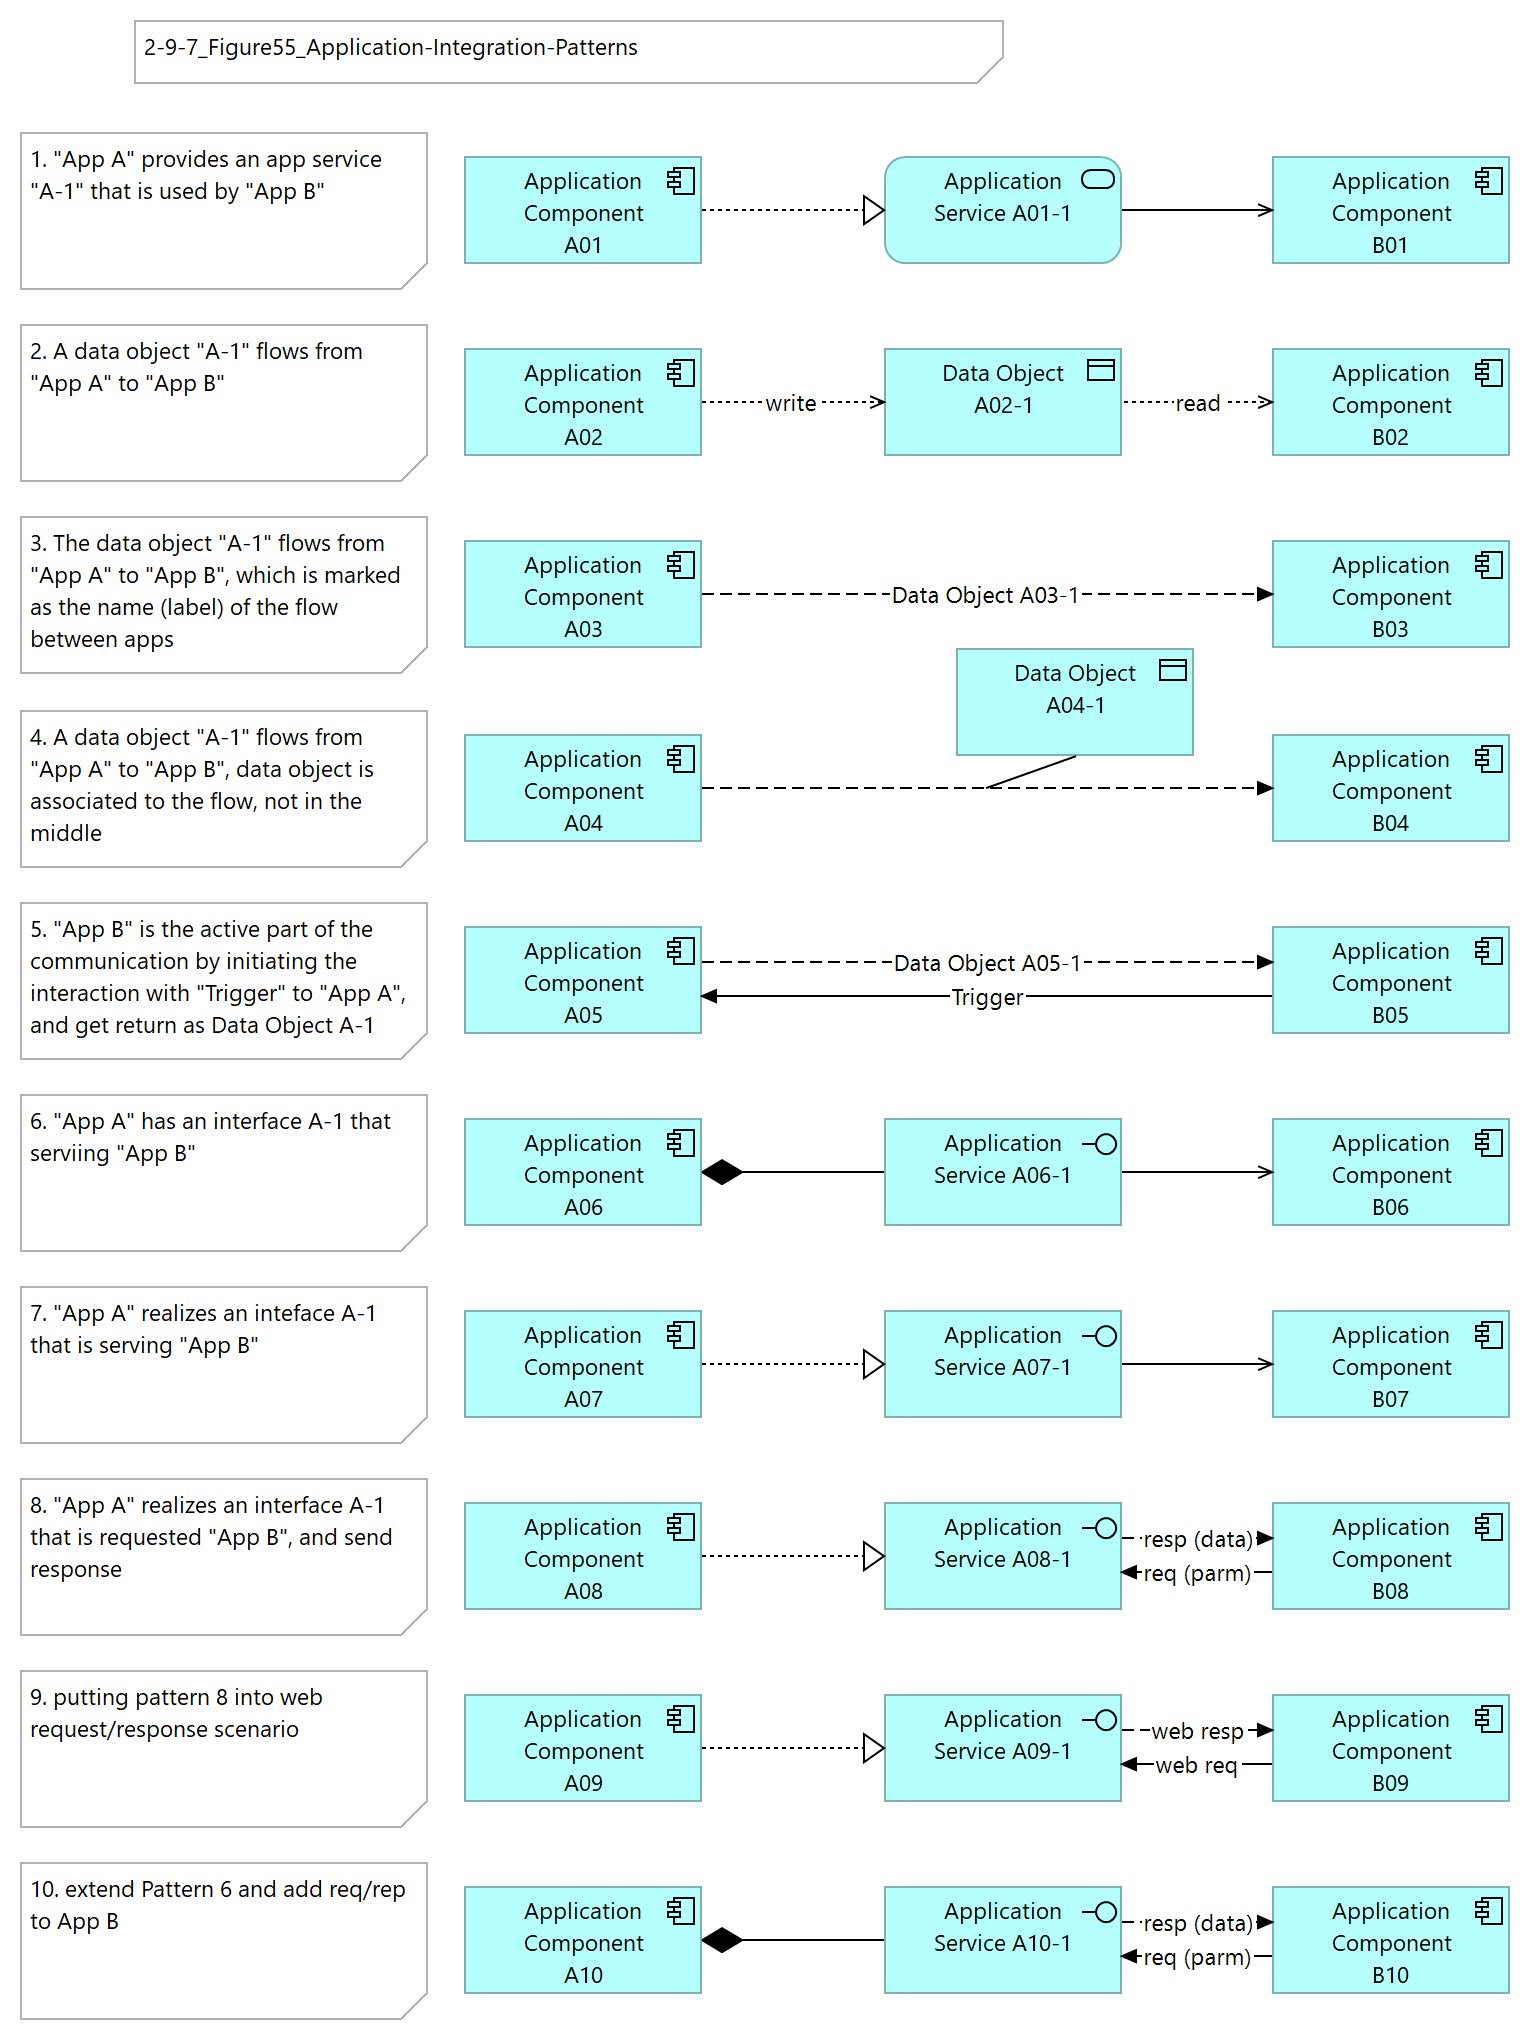 2-9-7_Figure55_Application-Integration-Patterns
1. "App A" provides an app service
"A-1" that is used by "App B"
Application
Component
A01
Application
Service A01-1
Application
Component
B01
2. A data object "A-1" flows from
"App A" to "App B"
Application
Component
A02
write
Data Object
A02-1
read
Application
Component
B02
3. The data object "A-1" flows from
"App A" to "App B", which is marked
as the name (label) of the flow
between apps
Application
Component
A03
Data Object A03-1
Application
Component
B03
4. A data object "A-1" flows from
"App A" to "App B", data object is
associated to the flow, not in the
middle
Application
Component
A04
Data Object
A04-1
Application
Component
B04
5. "App B" is the active part of the
communication by initiating the
interaction with "Trigger" to "App A",
and get return as Data Object A-1
Application
Component
A05
Data Object A05-1
Trigger
Application
Component
B05
6. "App A" has an interface A-1 that
serviing "App B"
Application
Component
A06
Application
Service A06-1
Application
Component
B06
7. "App A" realizes an inteface A-1
that is serving "App B"
Application
Component
A07
Application
Service A07-1
Application
Component
B07
8. "App A" realizes an interface A-1
that is requested "App B", and send
response
Application
Component
A08
Application
Service A08-1
resp (data)
req (parm)
Application
Component
B08
9. putting pattern 8 into web
request/response scenario
Application
Component
A09
Application
Service A09-1
web resp
web req
Application
Component
B09
10. extend Pattern 6 and add req/rep
to App B
Application
Component
A10
Application
Service A10-1
resp (data)
req (parm)
Application
Component
B10